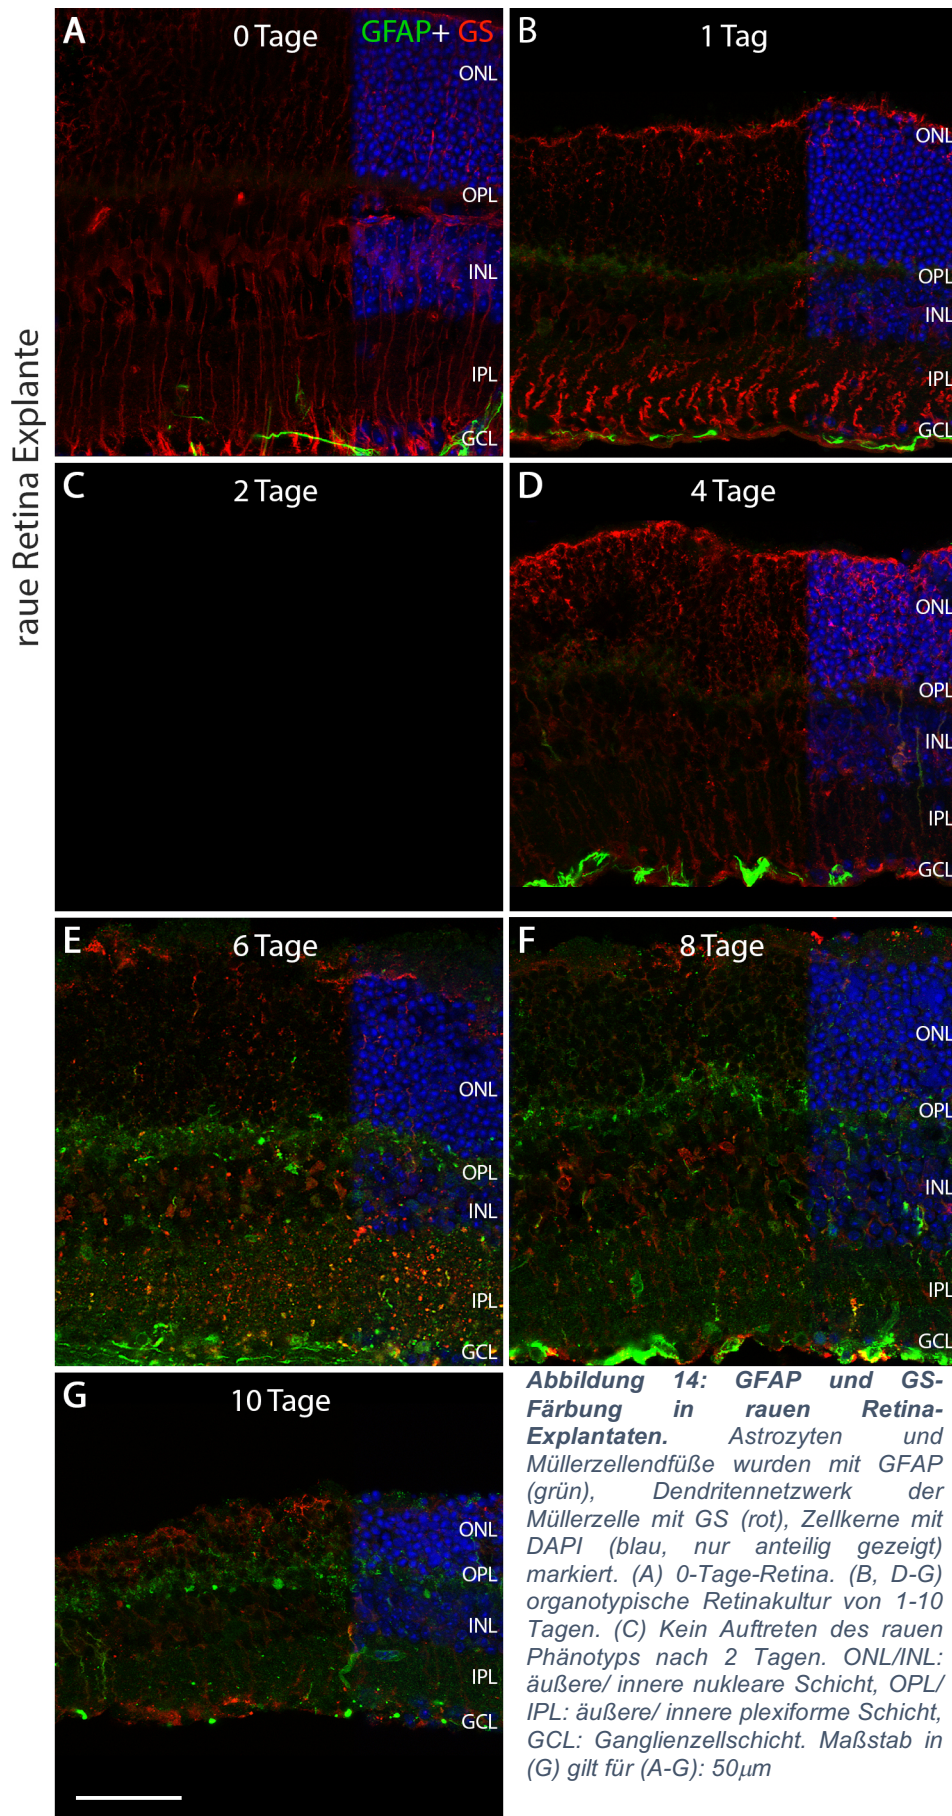 raue Retina Explante
A
0 Tage
GFAP+ GS
ONL
OPL
INL
IPL
GCL
B
1 Tag
ONL
OPL
INL
IPL
GCL
C
2 Tage
D
4 Tage
ONL
OPL
INL
IPL
GCL
E
6 Tage
ONL
OPL
INL
IPL
GCL
F
8 Tage
ONL
OPL
INL
IPL
GCL
G
10 Tage
ONL
OPL
INL
IPL
GCL
Abbildung 14: GFAP und GS-
Färbung in rauen Retina-
Explantaten. Astrozyten und
Müllerzellendfüße wurden mit GFAP
(grün), Dendritennetzwerk der
Müllerzelle mit GS (rot), Zellkerne mit
DAPI (blau, nur anteilig gezeigt)
markiert. (A) 0-Tage-Retina. (B, D-G)
organotypische Retinakultur von 1-10
Tagen. (C) Kein Auftreten des rauen
Phänotyps nach 2 Tagen. ONL/INL:
äußere/ innere nukleare Schicht, OPL/
IPL: äußere/ innere plexiforme Schicht,
GCL: Ganglienzellschicht. Maßstab in
(G) gilt für (A-G): 50µm